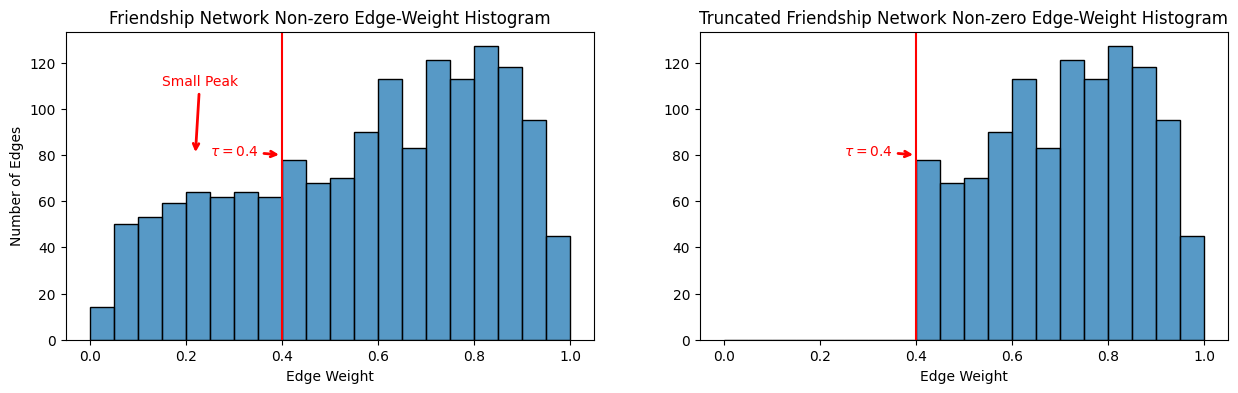 Friendship Network Non-zero Edge-Weight Histogram
Number of Edges
120
100
80
60
40
20
0
Small Peak
τ = 0.4
0.0 0.2 0.4 0.6 0.8 1.0
Edge Weight
Truncated Friendship Network Non-zero Edge-Weight Histogram
120
100
80
60
40
20
0
τ = 0.4
0.0 0.2 0.4 0.6 0.8 1.0
Edge Weight